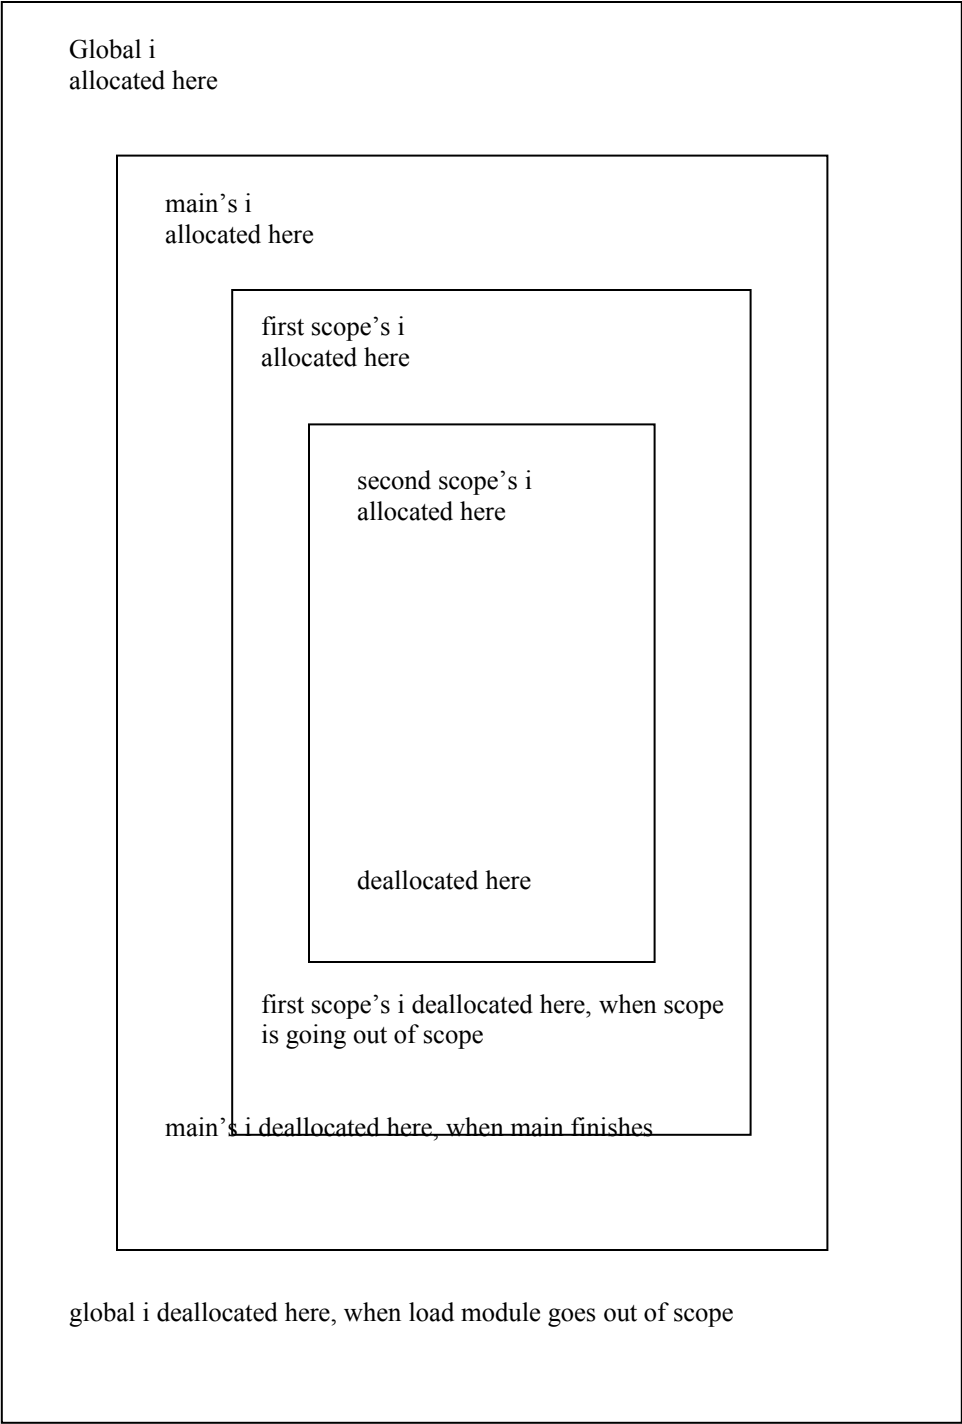 Global i
allocated here
main’s i
allocated here
first scope’s i
allocated here
second scope’s i
allocated here
deallocated here
first scope’s i deallocated here, when scope
is going out of scope
main’s i deallocated here, when main finishes
global i deallocated here, when load module goes out of scope